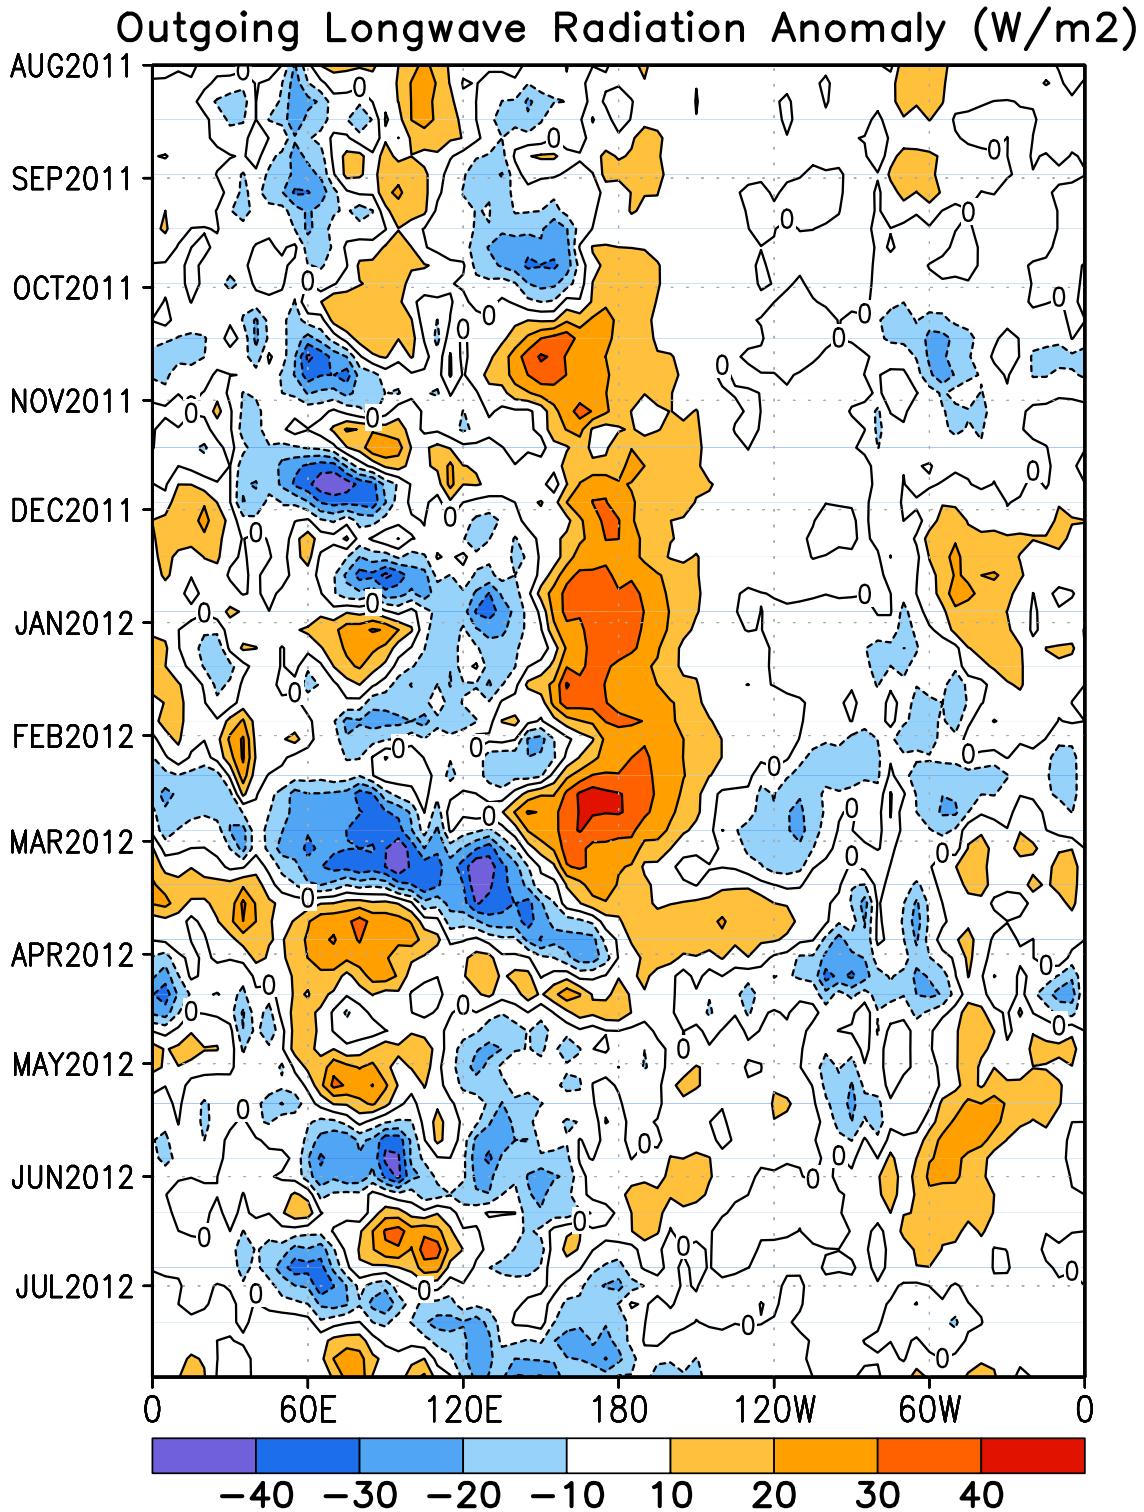 Outgoing Longwave Radiation Anomaly (W/m2)
AUG2011
SEP2011
OCT2011
NOV2011
DEC2011
JAN2012
FEB2012
MAR2012
APR2012
MAY2012
JUN2012
JUL2012
0 60E 120E 180 120W 60W 0
−40 −30 −20 −10 10 20 30 40